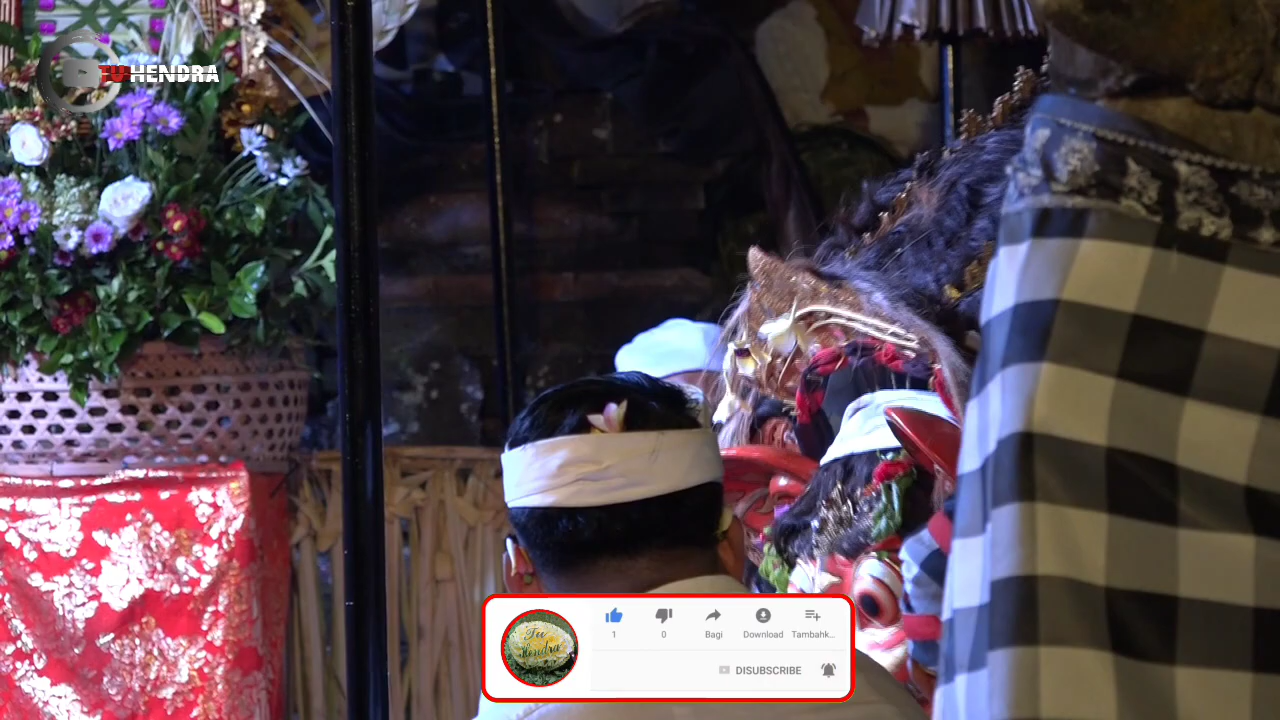 TU HENDRA
Tu
Hendra
1
0
Bagi
Download
Tambahk...
DISUBSCRIBE